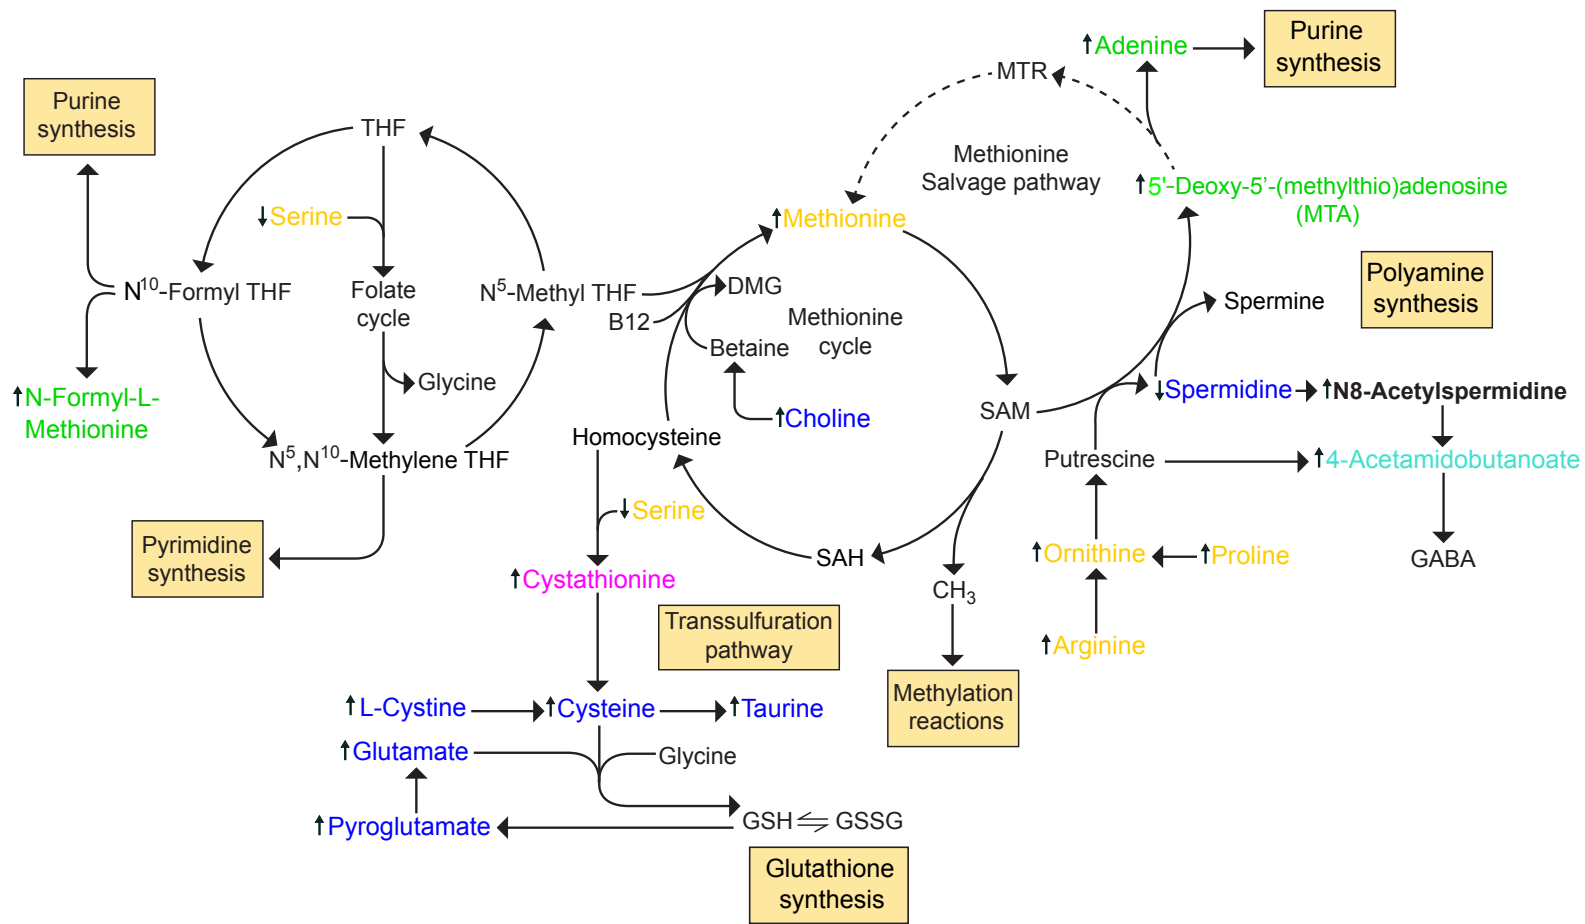 Purine
synthesis
THF
↓Serine
N¹⁰-Formyl THF
Folate
cycle
N⁵-Methyl THF
Glycine
↑N-Formyl-L-
Methionine
N⁵,N¹⁰-Methylene THF
Pyrimidine
synthesis
↑Adenine
Purine
synthesis
MTR
Methionine
Salvage pathway
↑5'-Deoxy-5’-(methylthio)adenosine
(MTA)
↑Methionine
DMG
B12
Methionine
cycle
Betaine
↑Choline
Homocysteine
SAM
SAH
CH₃
Methylation
reactions
Polyamine
synthesis
Spermine
↓Spermidine
↑N8-Acetylspermidine
Putrescine
↑4-Acetamidobutanoate
↑Ornithine
↑Proline
GABA
↑Arginine
↓Serine
↑Cystathionine
Transsulfuration
pathway
↑L-Cystine
↑Cysteine
↑Taurine
↑Glutamate
Glycine
↑Pyroglutamate
GSH ⇌ GSSG
Glutathione
synthesis